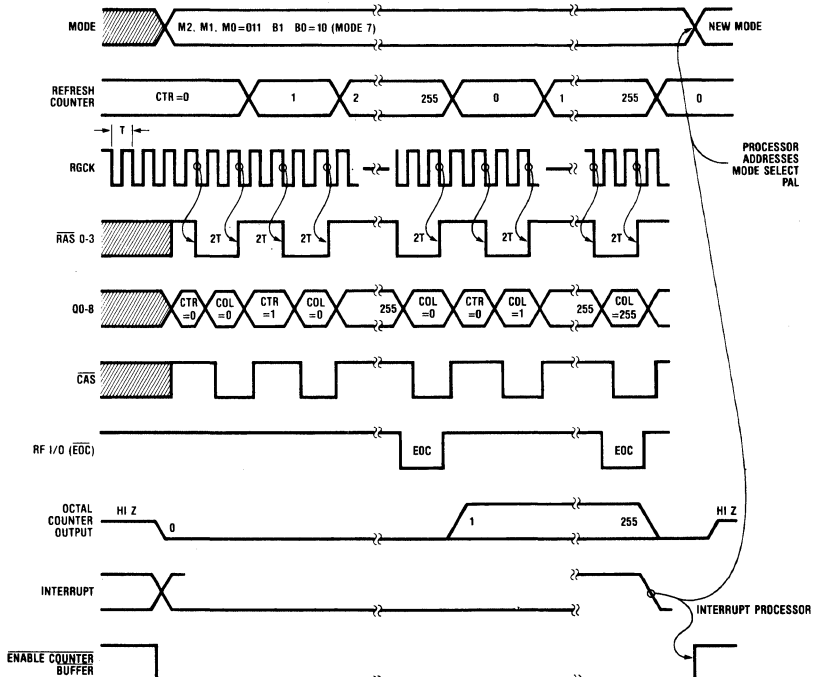 MODE
M2, M1, M0=011 B1 B0=10 (MODE 7)
NEW MODE
REFRESH
COUNTER
CTR=0
1
2
255
0
1
255
0
T
RGCK
PROCESSOR
ADDRESSES
MODE SELECT
PAL
RAS 0-3
2T
2T
2T
2T
2T
2T
2T
Q0-8
CTR
=0
COL
=0
CTR
=1
COL
=0
255
COL
=0
CTR
=0
COL
=1
255
COL
=255
CAS
RF I/O (EOC)
EOC
EOC
OCTAL
COUNTER
OUTPUT
HI Z
0
1
255
HI Z
INTERRUPT
INTERRUPT PROCESSOR
ENABLE COUNTER
BUFFER